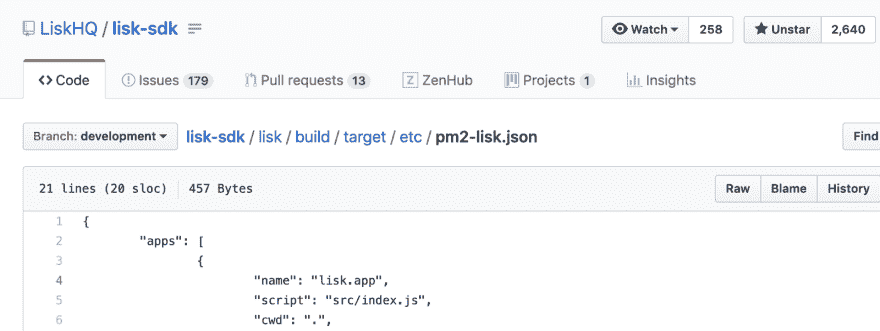 LiskHQ / lisk-sdk Watch 258 Unstar 2,640
Code Issues 179 Pull requests 13 Z ZenHub Projects 1 Insights
Branch: development lisk-sdk / lisk / build / target / etc / pm2-lisk.json Find
21 lines (20 sloc) 457 Bytes Raw Blame History
1 {
2 "apps": [
3 {
4 "name": "lisk.app",
5 "script": "src/index.js",
6 "cwd": ".",